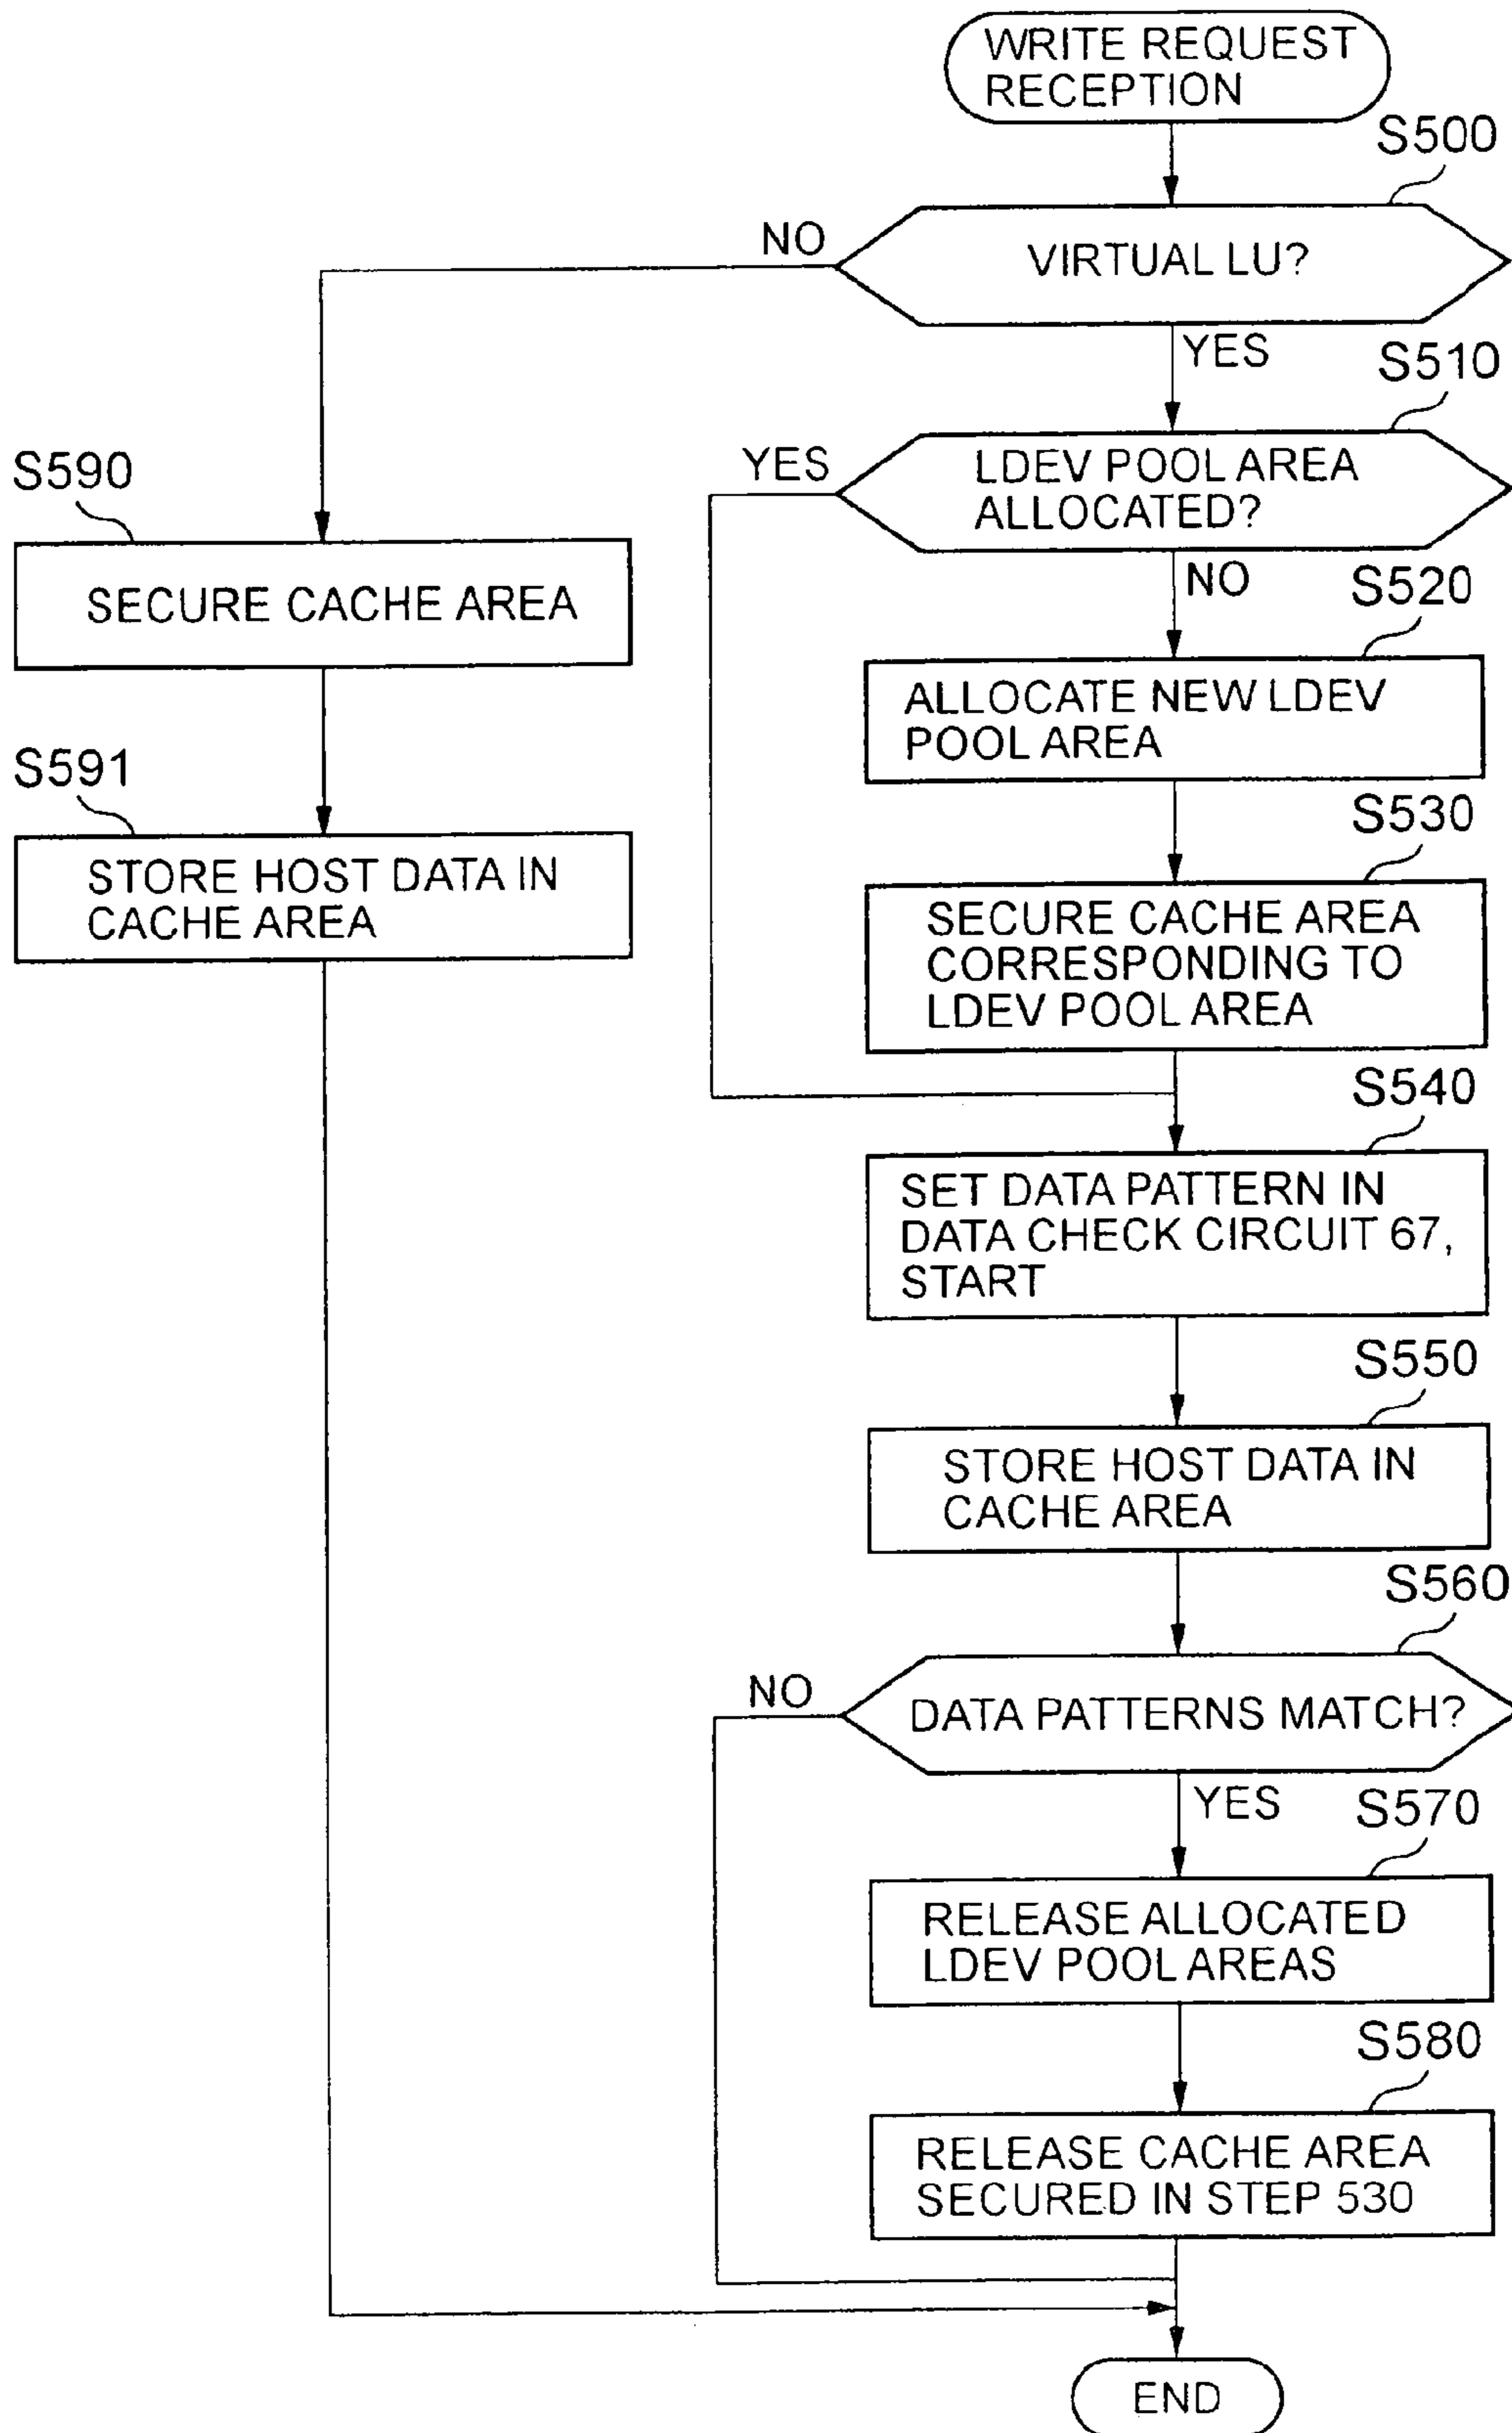 WRITE REQUEST
RECEPTION
S500
NO
VIRTUAL LU?
YES
S510
YES
LDEV POOL AREA
ALLOCATED?
S590
NO
S520
SECURE CACHE AREA
ALLOCATE NEW LDEV
POOL AREA
S591
S530
STORE HOST DATA IN
CACHE AREA
SECURE CACHE AREA
CORRESPONDING TO
LDEV POOL AREA
S540
SET DATA PATTERN IN
DATA CHECK CIRCUIT 67,
START
S550
STORE HOST DATA IN
CACHE AREA
S560
NO
DATA PATTERNS MATCH?
YES
S570
RELEASE ALLOCATED
LDEV POOL AREAS
S580
RELEASE CACHE AREA
SECURED IN STEP 530
END